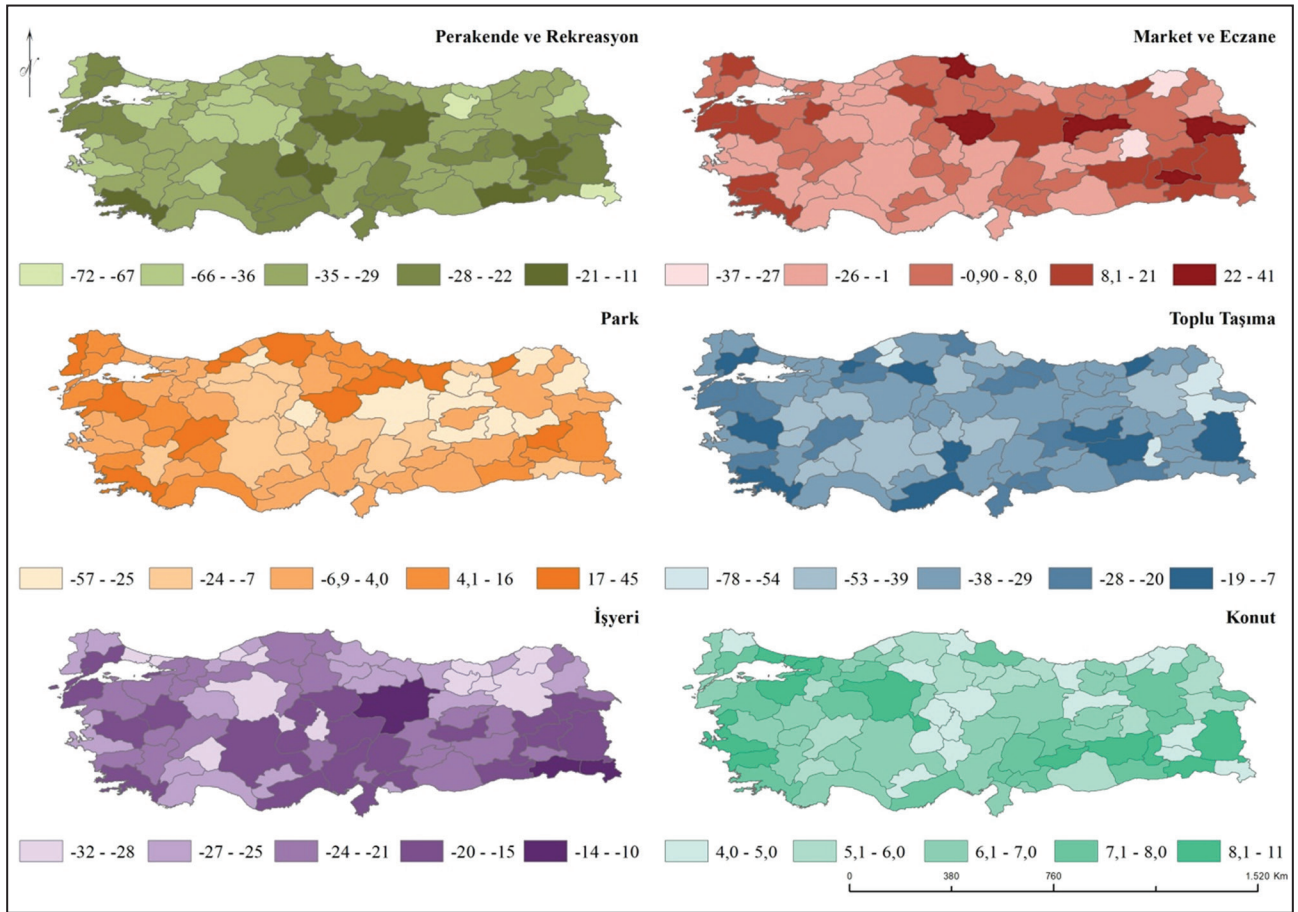 Perakende ve Rekreasyon
-72 - -67 -66 - -36 -35 - -29 -28 - -22 -21 - -11
Market ve Eczane
-37 - -27 -26 - -1 -0,90 - 8,0 8,1 - 21 22 - 41
Park
-57 - -25 -24 - -7 -6,9 - 4,0 4,1 - 16 17 - 45
Toplu Taşıma
-78 - -54 -53 - -39 -38 - -29 -28 - -20 -19 - -7
İşyeri
-32 - -28 -27 - -25 -24 - -21 -20 - -15 -14 - -10
Konut
4,0 - 5,0 5,1 - 6,0 6,1 - 7,0 7,1 - 8,0 8,1 - 11
0 380 760 1.520 Km